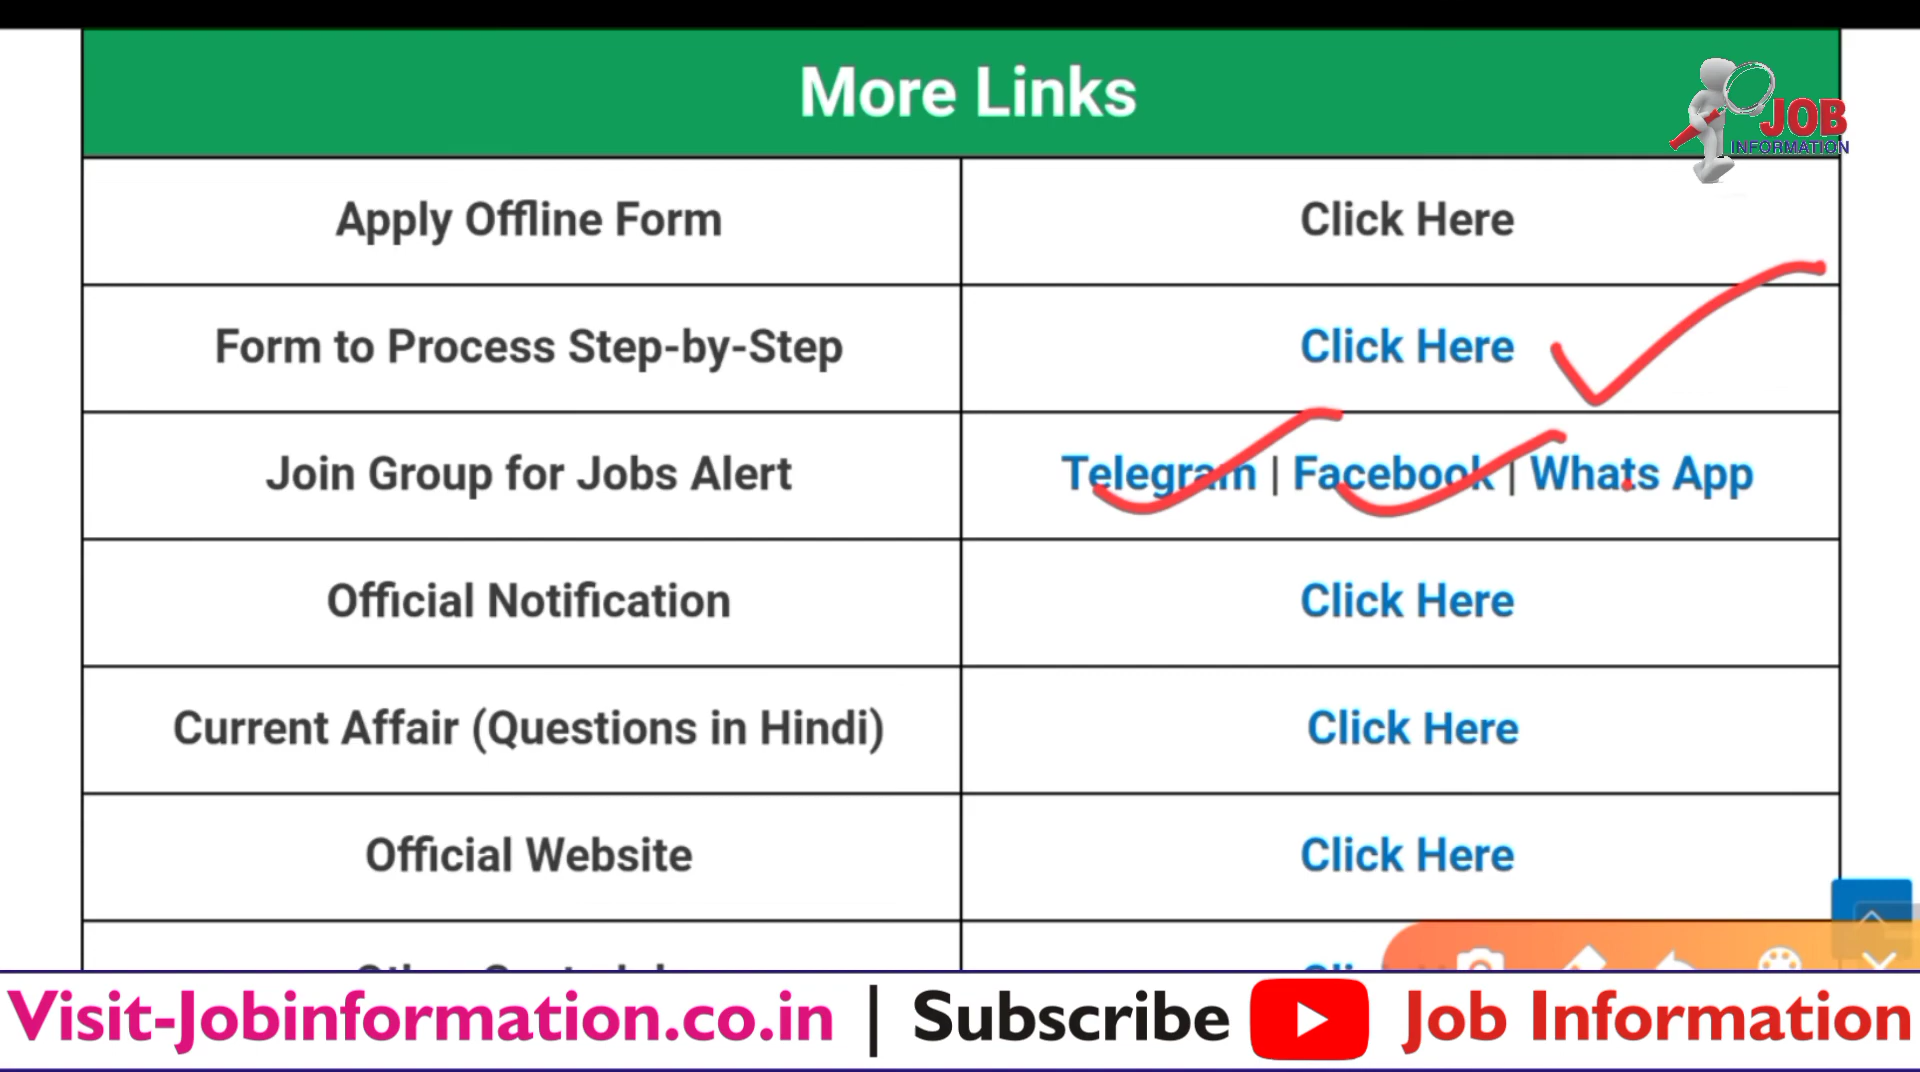 More Links
JOB
INFORMATION
Apply Offline Form Click Here
Form to Process Step-by-Step Click Here
Join Group for Jobs Alert Telegram | Facebook | Whats App
Official Notification Click Here
Current Affair (Questions in Hindi) Click Here
Official Website Click Here
Visit-Jobinformation.co.in | Subscribe Job Information